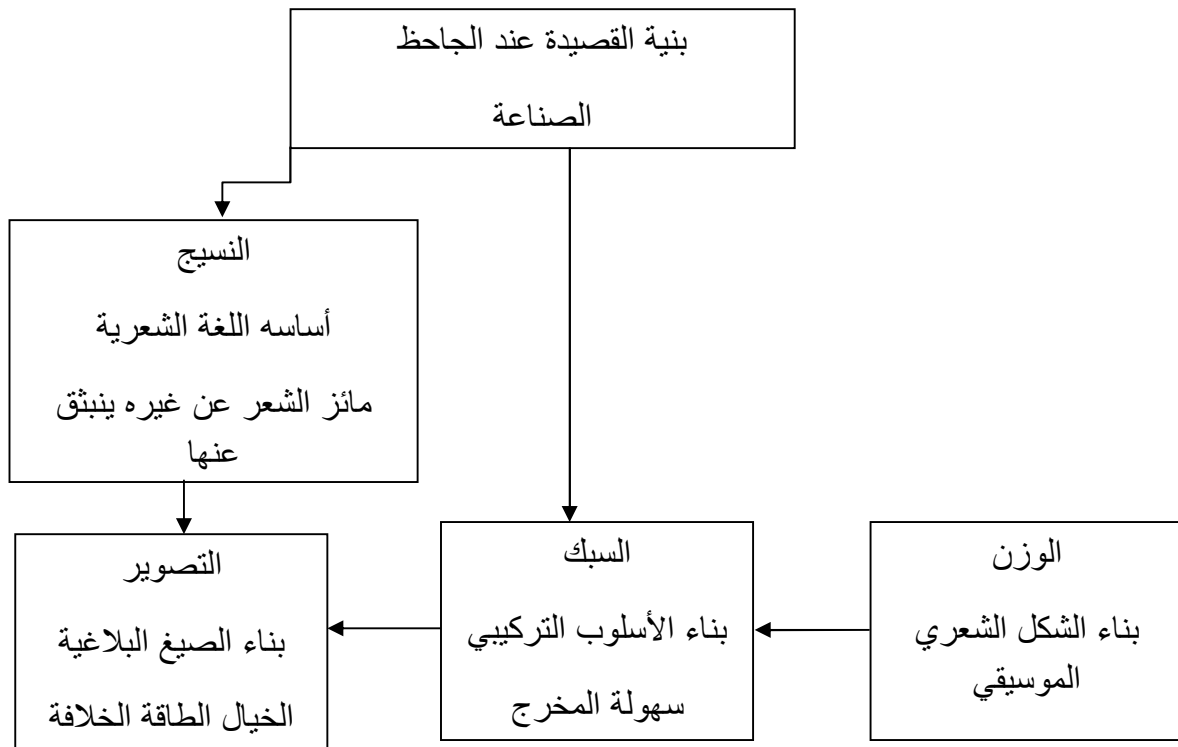 بنية القصيدة عند الجاحظ
الصناعة
النسيج
أساسه اللغة الشعرية
مائز الشعر عن غيره ينبثق
عنها
الوزن
بناء الشكل الشعري
الموسيقي
السبك
بناء الأسلوب التركيبي
سهولة المخرج
التصوير
بناء الصيغ البلاغية
الخيال الطاقة الخلافة